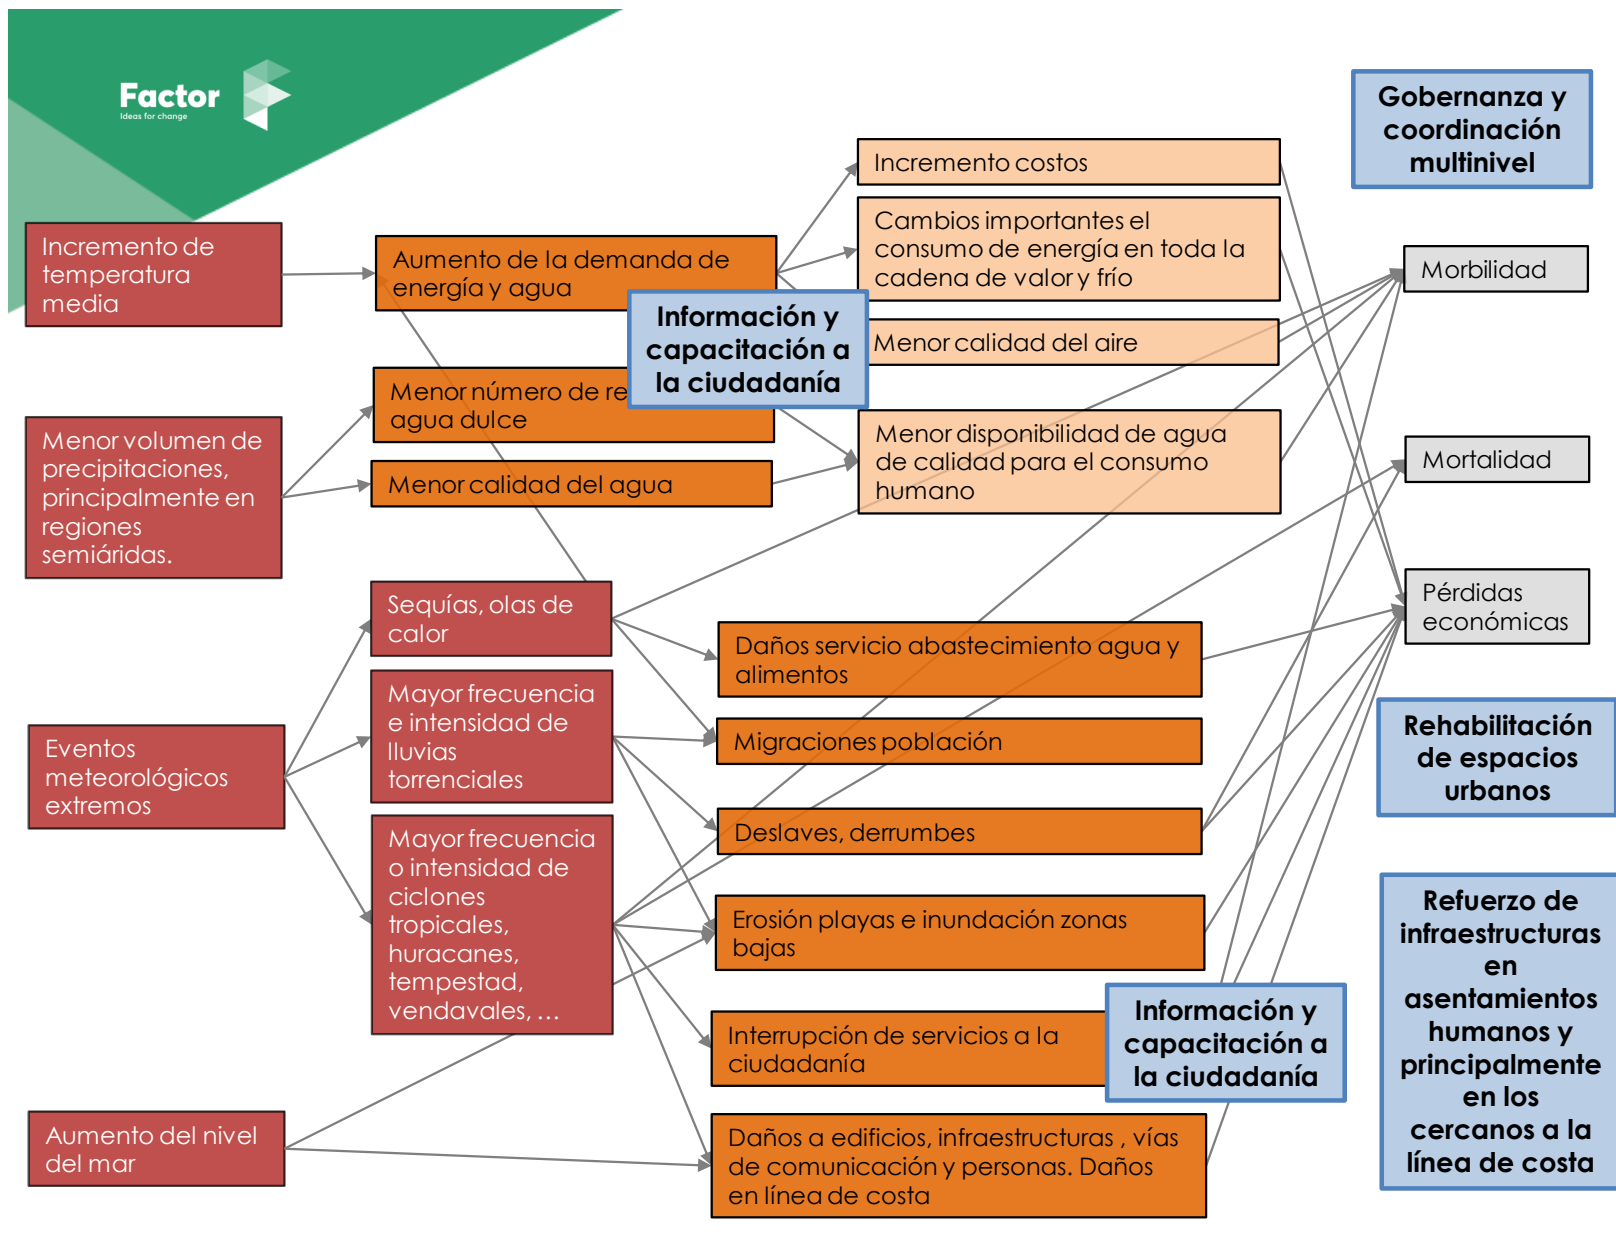 Factor
Ideas for change
Gobernanza y
coordinación
multinivel
Incremento costos
Cambios importantes el
consumo de energía en toda la
cadena de valor y frío
Menor calidad del aire
Menor disponibilidad de agua
de calidad para el consumo
humano
Incremento de
temperatura
media
Aumento de la demanda de
energía y agua
Información y
capacitación a
la ciudadanía
Menor número de re
agua dulce
Menor calidad del agua
Menor volumen de
precipitaciones,
principalmente en
regiones
semiáridas.
Morbilidad
Mortalidad
Pérdidas
económicas
Sequías, olas de
calor
Mayor frecuencia
e intensidad de
lluvias
torrenciales
Mayor frecuencia
o intensidad de
ciclones
tropicales,
huracanes,
tempestad,
vendavales, …
Eventos
meteorológicos
extremos
Aumento del nivel
del mar
Daños servicio abastecimiento agua y
alimentos
Migraciones población
Deslaves, derrumbes
Erosión playas e inundación zonas
bajas
Interrupción de servicios a la
ciudadanía
Información y
capacitación a
la ciudadanía
Daños a edificios, infraestructuras , vías
de comunicación y personas. Daños
en línea de costa
Rehabilitación
de espacios
urbanos
Refuerzo de
infraestructuras
en
asentamientos
humanos y
principalmente
en los
cercanos a la
línea de costa